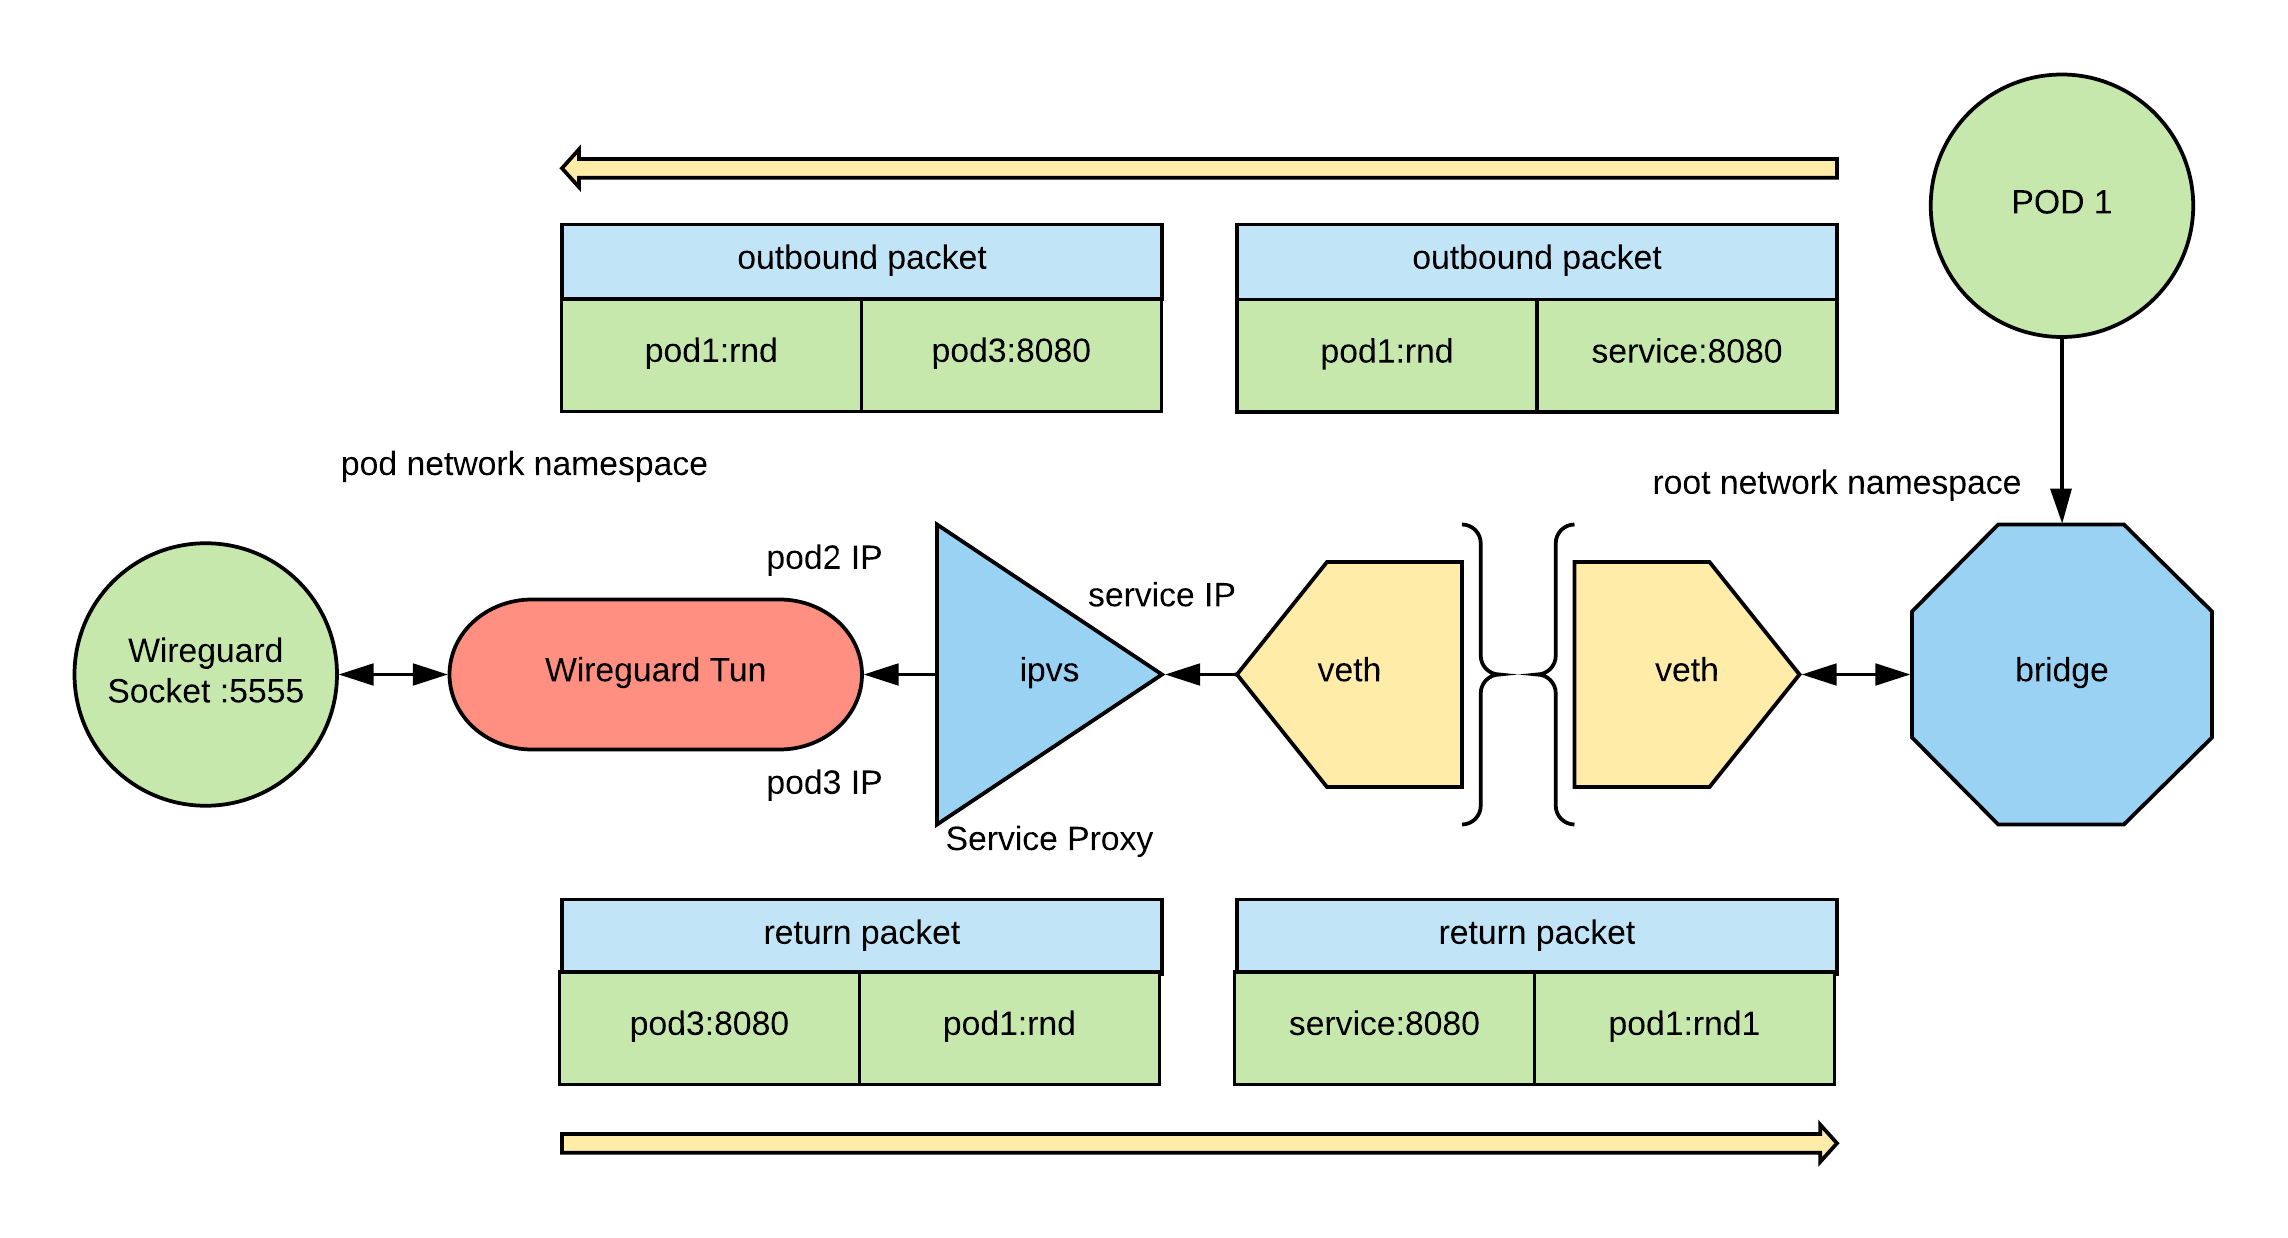 POD 1
outbound packet
outbound packet
pod1:rnd
pod3:8080
pod1:rnd
service:8080
pod network namespace
root network namespace
pod2 IP
service IP
Wireguard
Socket :5555
Wireguard Tun
ipvs
veth
veth
bridge
pod3 IP
Service Proxy
return packet
return packet
pod3:8080
pod1:rnd
service:8080
pod1:rnd1